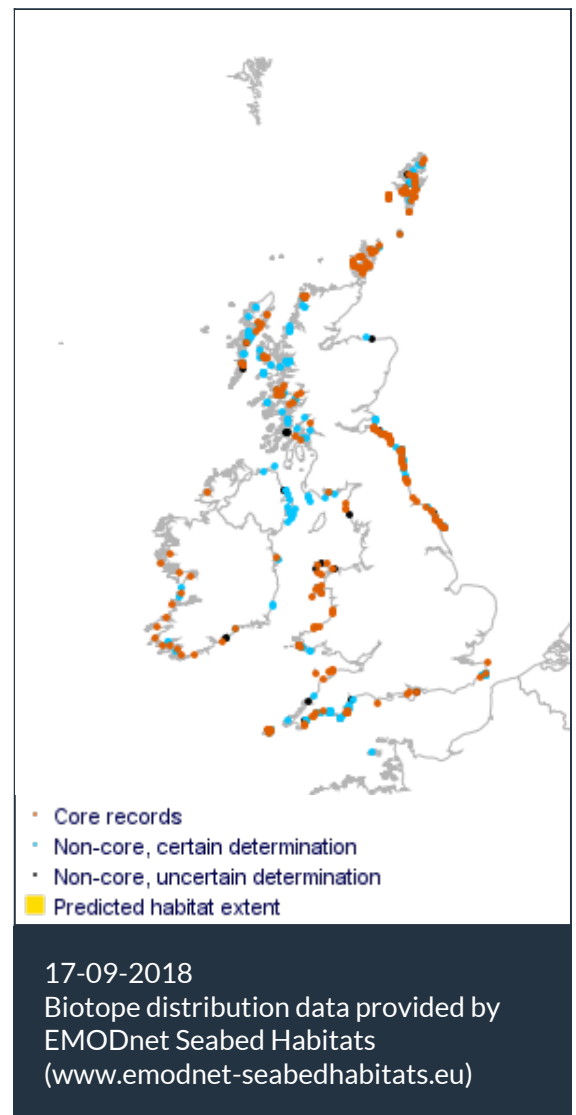 Core records
Non-core, certain determination
Non-core, uncertain determination
Predicted habitat extent
17-09-2018
Biotope distribution data provided by
EMODnet Seabed Habitats
(www.emodnet-seabedhabitats.eu)